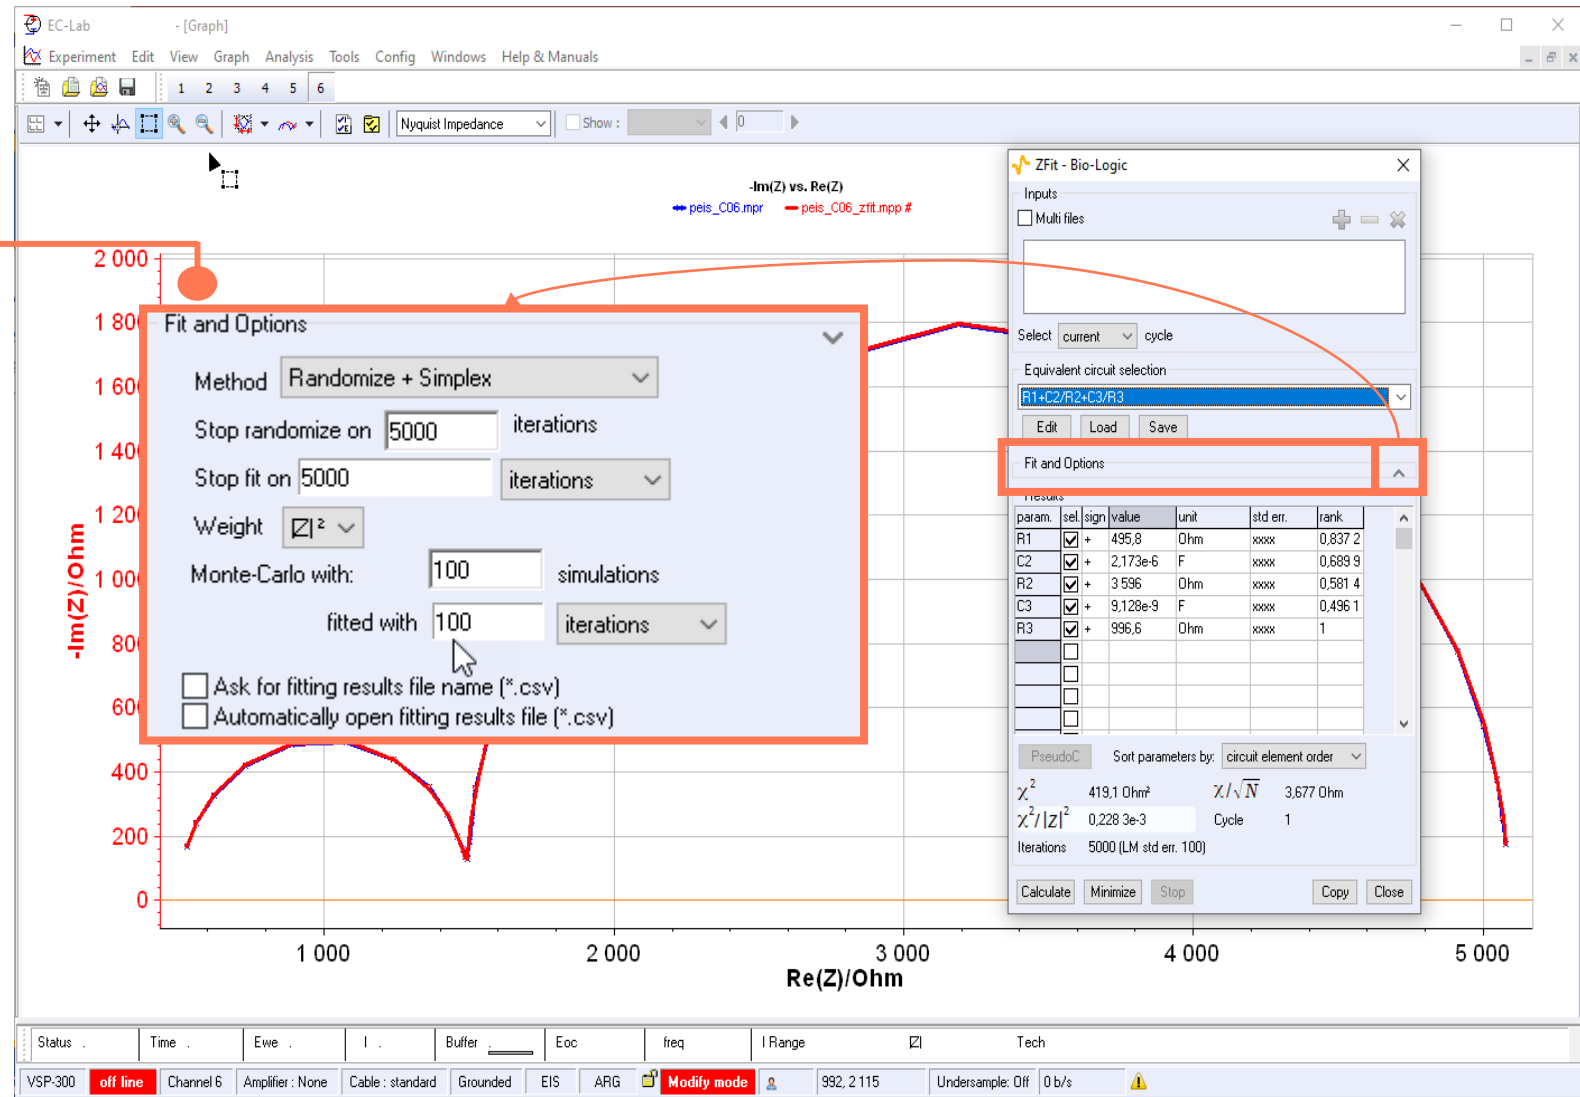 EC-Lab - [Graph]
Experiment Edit View Graph Analysis Tools Config Windows Help & Manuals
1 2 3 4 5 6
Nyquist Impedance Show : 0
-Im(Z) vs. Re(Z)
peis_C06.mpr peis_C06_zfit.mpp #
-Im(Z)/Ohm
2 000
1 80
1 60
1 40
1 20
1 00
80
60
400
200
0
1 000 2 000 3 000 4 000 5 000
Re(Z)/Ohm
Fit and Options
Method Randomize + Simplex
Stop randomize on 5000 iterations
Stop fit on 5000 iterations
Weight |Z|²
Monte-Carlo with: 100 simulations
fitted with 100 iterations
Ask for fitting results file name (*.csv)
Automatically open fitting results file (*.csv)
ZFit - Bio-Logic
Inputs
Multi files
Select current cycle
Equivalent circuit selection
R1+C2/R2+C3/R3
Edit Load Save
Fit and Options
Results
param. sel. sign value unit std err. rank
R1 + 495,8 Ohm xxxx 0,837 2
C2 + 2,173e-6 F xxxx 0,689 9
R2 + 3 596 Ohm xxxx 0,581 4
C3 + 9,128e-9 F xxxx 0,496 1
R3 + 996,6 Ohm xxxx 1
PseudoC Sort parameters by: circuit element order
χ² 419,1 Ohm² χ/√N 3,677 Ohm
χ²/|z|² 0,228 3e-3 Cycle 1
Iterations 5000 (LM std err. 100)
Calculate Minimize Stop Copy Close
Status . Time . Ewe . I . Buffer . Eoc freq I Range |Z| Tech
VSP-300 off line Channel 6 Amplifier : None Cable : standard Grounded EIS ARG Modify mode 992, 2 115 Undersample: Off 0 b/s